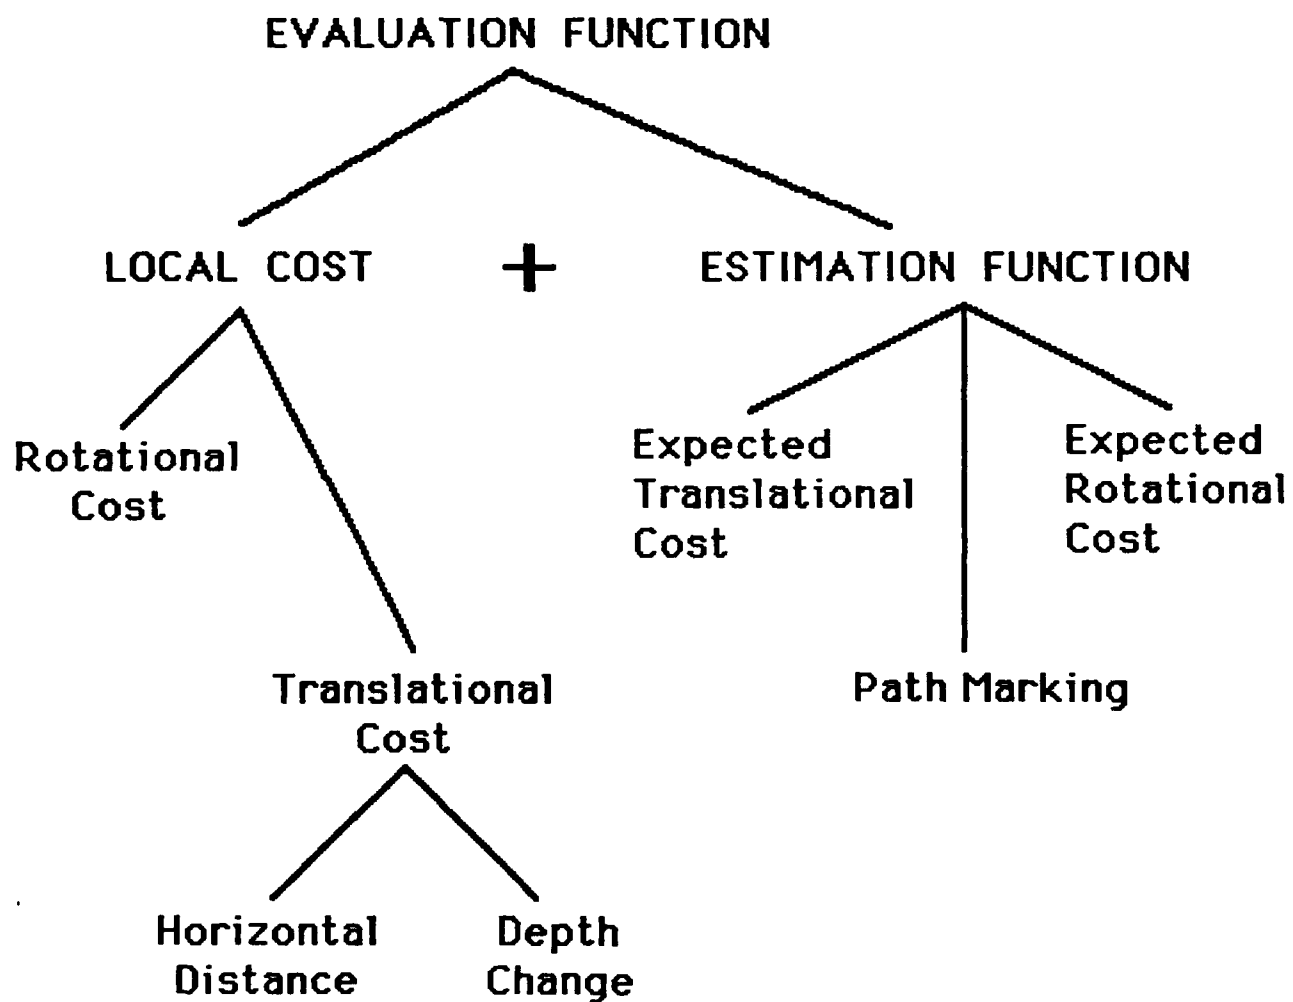 EVALUATION FUNCTION
LOCAL COST + ESTIMATION FUNCTION
Rotational
Cost
Expected
Translational
Cost
Expected
Rotational
Cost
Translational
Cost
Path Marking
Horizontal
Distance
Depth
Change